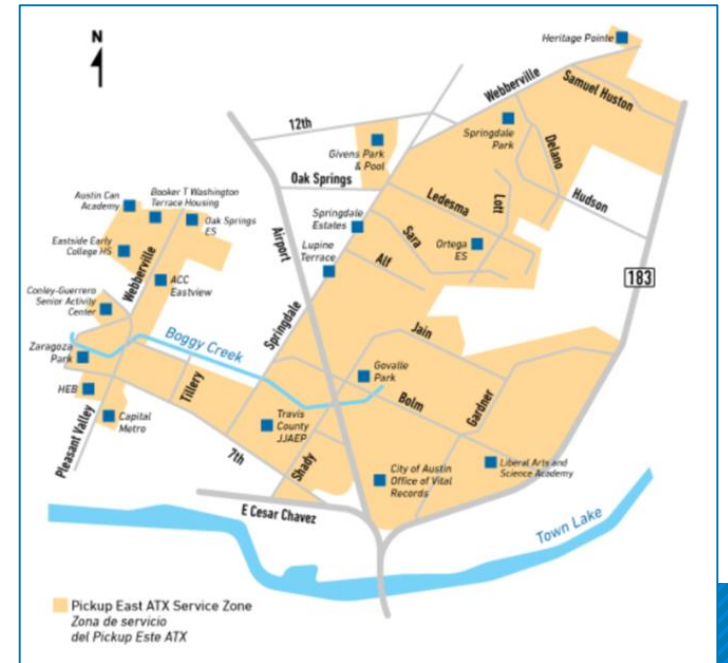 N
Heritage Pointe
Webberville
Samuel Huston
12th
Givens Park
& Pool
Springdale
Park
Delano
Oak Springs
Ledesma
Lott
Hudson
Austin Can
Academy
Booker T Washington
Terrace Housing
Oak Springs
ES
Airport
Springdale
Estates
Sara
Ortega
ES
Eastside Early
College HS
Webberville
Lupine
Terrace
Alf
ACC
Eastview
183
Conley-Guerrero
Senior Activity
Center
Springdale
Boggy Creek
Jain
Zaragoza
Park
Govalle
Park
HEB
Tillery
Bolm
Gardner
Capital
Metro
Pleasant Valley
Travis
County
JJAEP
7th
Shady
City of Austin
Office of Vital
Records
Liberal Arts and
Science Academy
E Cesar Chavez
Town Lake
Pickup East ATX Service Zone
Zona de servicio
del Pickup Este ATX